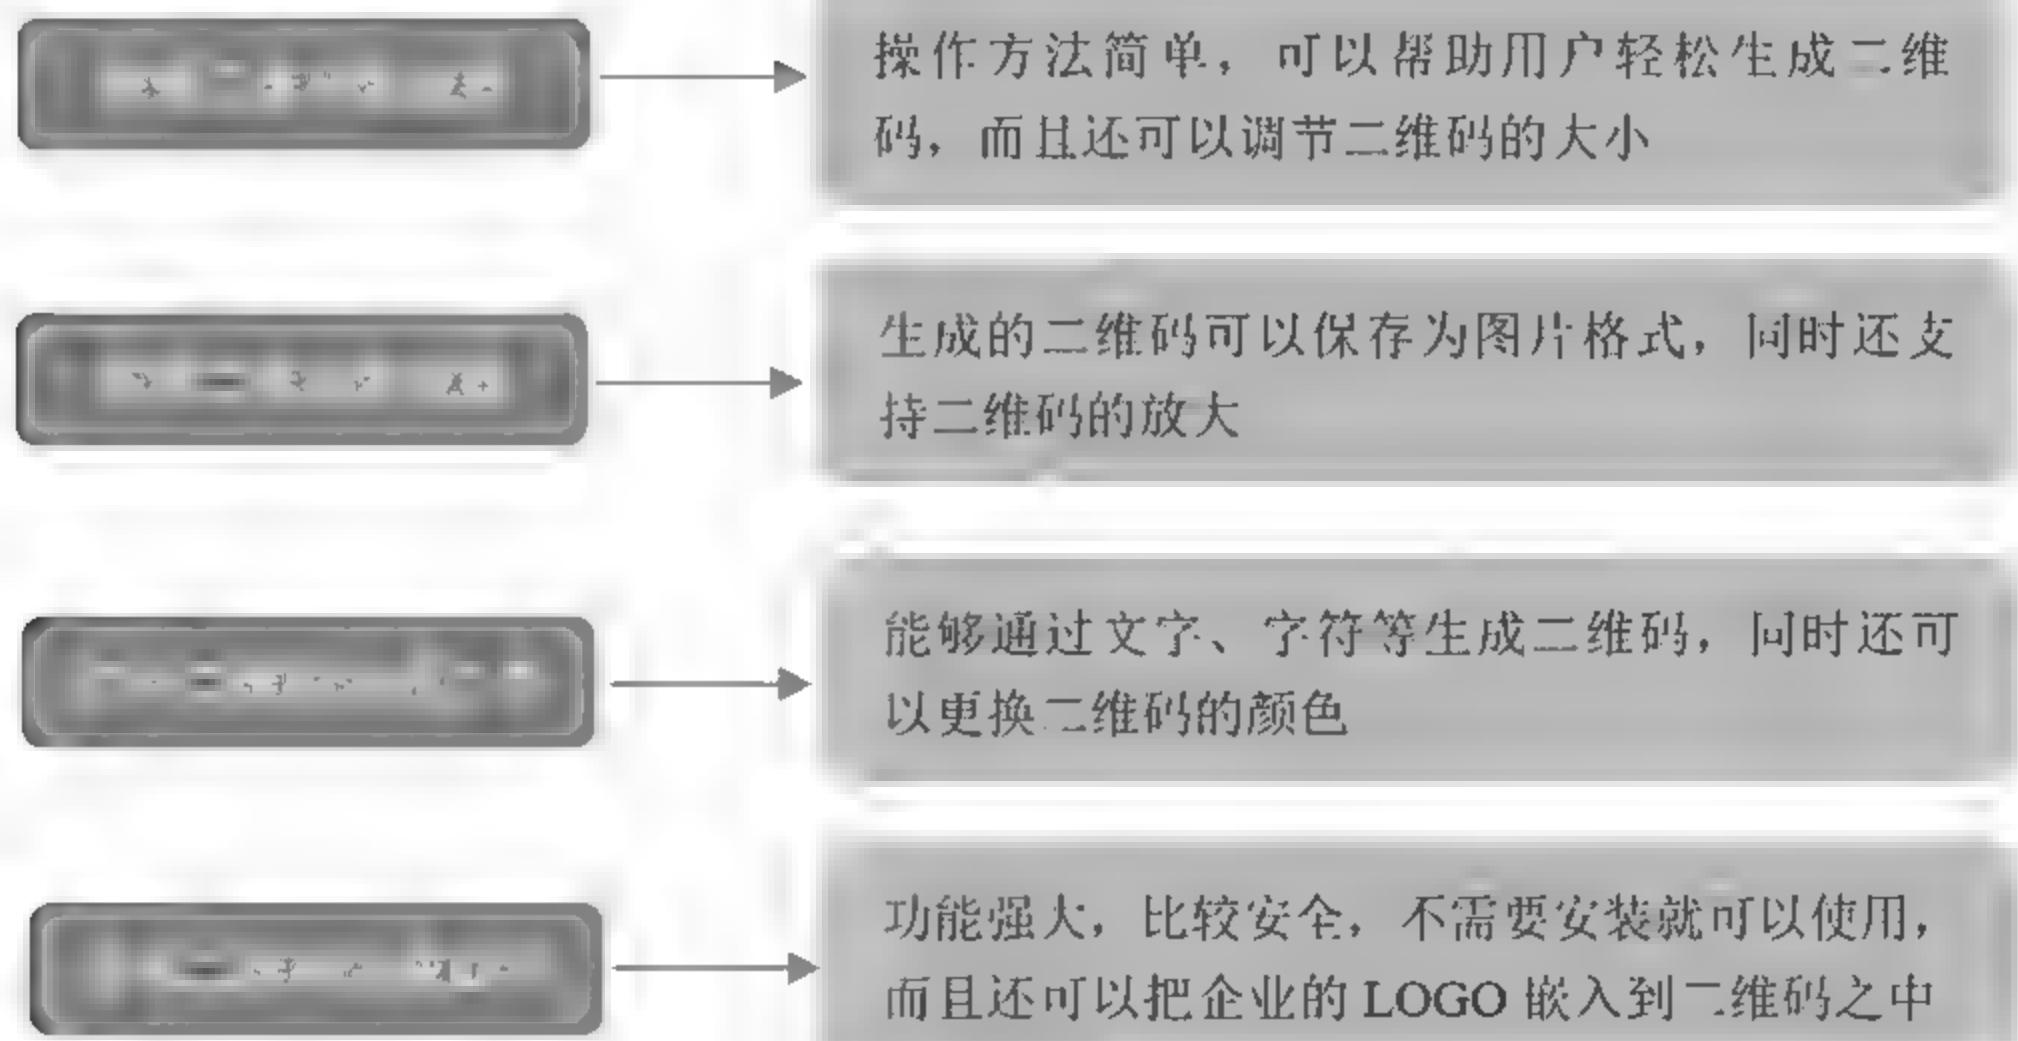 操作方法简单，可以帮助用户轻松生成二维
码，而且还可以调节二维码的大小
生成的二维码可以保存为图片格式，同时还支
持二维码的放大
能够通过文字、字符等生成二维码，同时还可
以更换二维码的颜色
功能强大，比较安全，不需要安装就可以使用，
而且还可以把企业的 LOGO 嵌入到二维码之中